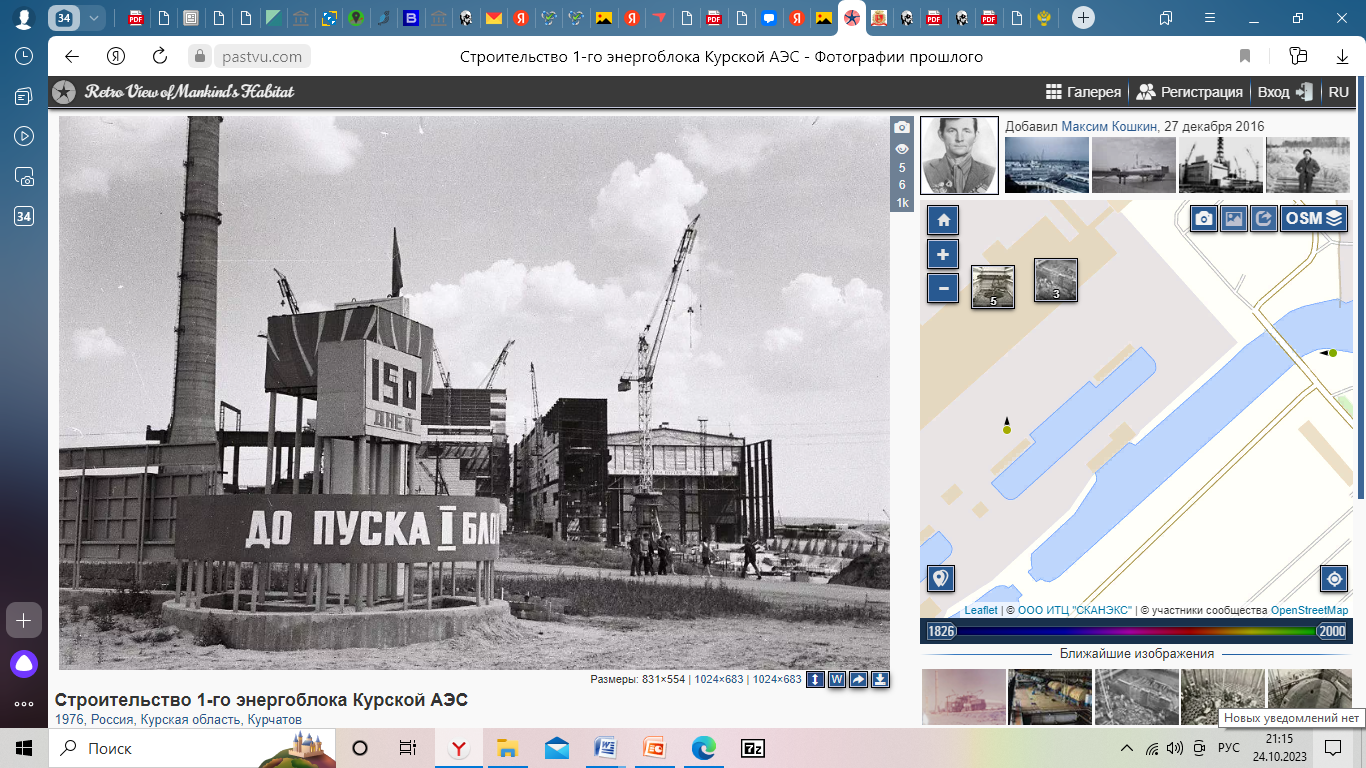 34
pastvu.com
Строительство 1-го энергоблока Курской АЭС - Фотографии прошлого
Retro View of Mankind's Habitat
Галерея
Регистрация
Вход
RU
34
150
ДНЕЙ
ДО ПУСКА I БЛОК
5
6
1k
Добавил Максим Кошкин, 27 декабря 2016
OSM
5
3
Leaflet | © ООО ИТЦ "СКАНЭКС" | © участники сообщества OpenStreetMap
1826
2000
Ближайшие изображения
Размеры: 831×554 | 1024×683 | 1024×683
W
Строительство 1-го энергоблока Курской АЭС
1976, Россия, Курская область, Курчатов
Новых уведомлений нет
Поиск
7z
РУС
21:15
24.10.2023